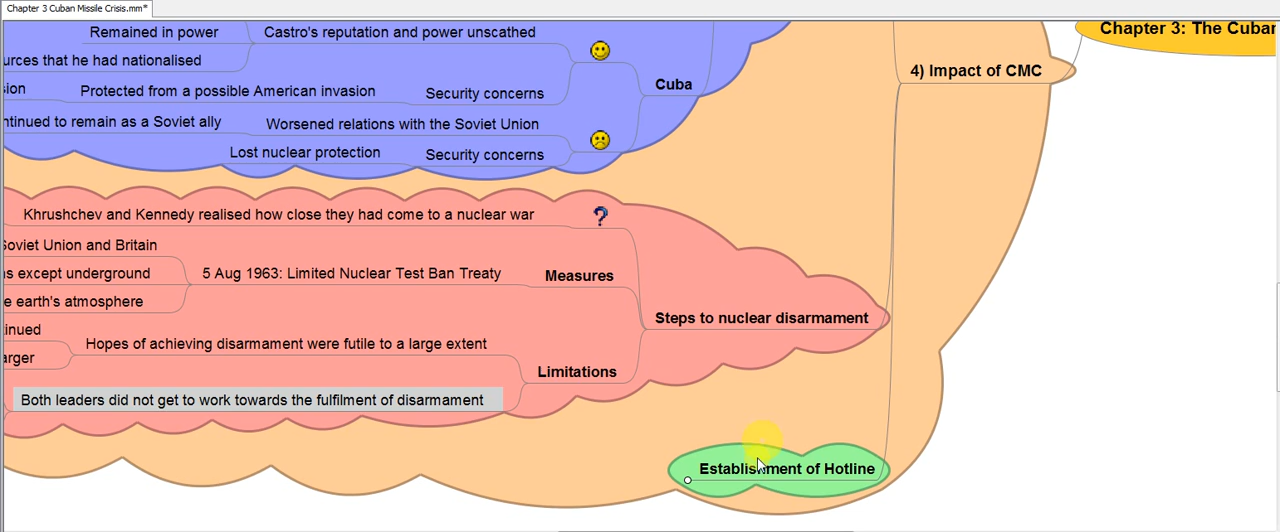 Chapter 3 Cuban Missile Crisis.mm*
Chapter 3: The Cuban
4) Impact of CMC
Remained in power
Castro's reputation and power unscathed
urces that he had nationalised
Cuba
sion
Protected from a possible American invasion
Security concerns
ntinued to remain as a Soviet ally
Worsened relations with the Soviet Union
Lost nuclear protection
Security concerns
Khrushchev and Kennedy realised how close they had come to a nuclear war
?
Soviet Union and Britain
ns except underground
5 Aug 1963: Limited Nuclear Test Ban Treaty
Measures
e earth's atmosphere
Steps to nuclear disarmament
tinued
Hopes of achieving disarmament were futile to a large extent
arger
Limitations
Both leaders did not get to work towards the fulfilment of disarmament
Establishment of Hotline